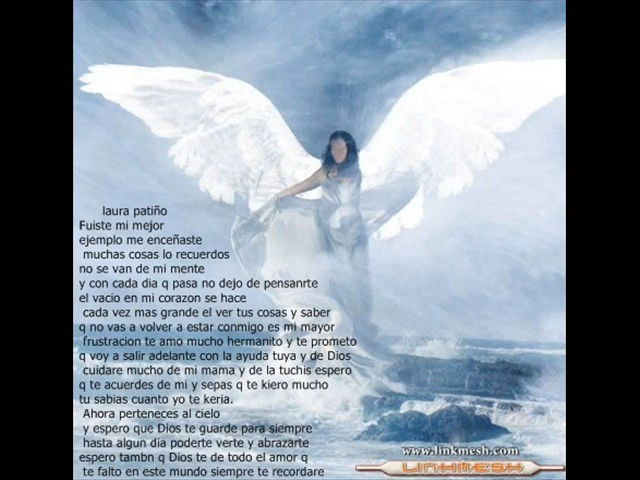 laura patiño
Fuiste mi mejor
ejemplo me enceñaste
muchas cosas lo recuerdos
no se van de mi mente
y con cada dia q pasa no dejo de pensanrte
el vacio en mi corazon se hace
cada vez mas grande el ver tus cosas y saber
q no vas a volver a estar conmigo es mi mayor
frustracion te amo mucho hermanito y te prometo
q voy a salir adelante con la ayuda tuya y de Dios
cuidare mucho de mi mama y de la tuchis espero
q te acuerdes de mi y sepas q te kiero mucho
tu sabias cuanto yo te keria.
Ahora perteneces al cielo
y espero que Dios te guarde para siempre
hasta algun dia poderte verte y abrazarte
espero tambn q Dios te de todo el amor q
te falto en este mundo siempre te recordare
www.linkmesh.com
LINKMESH